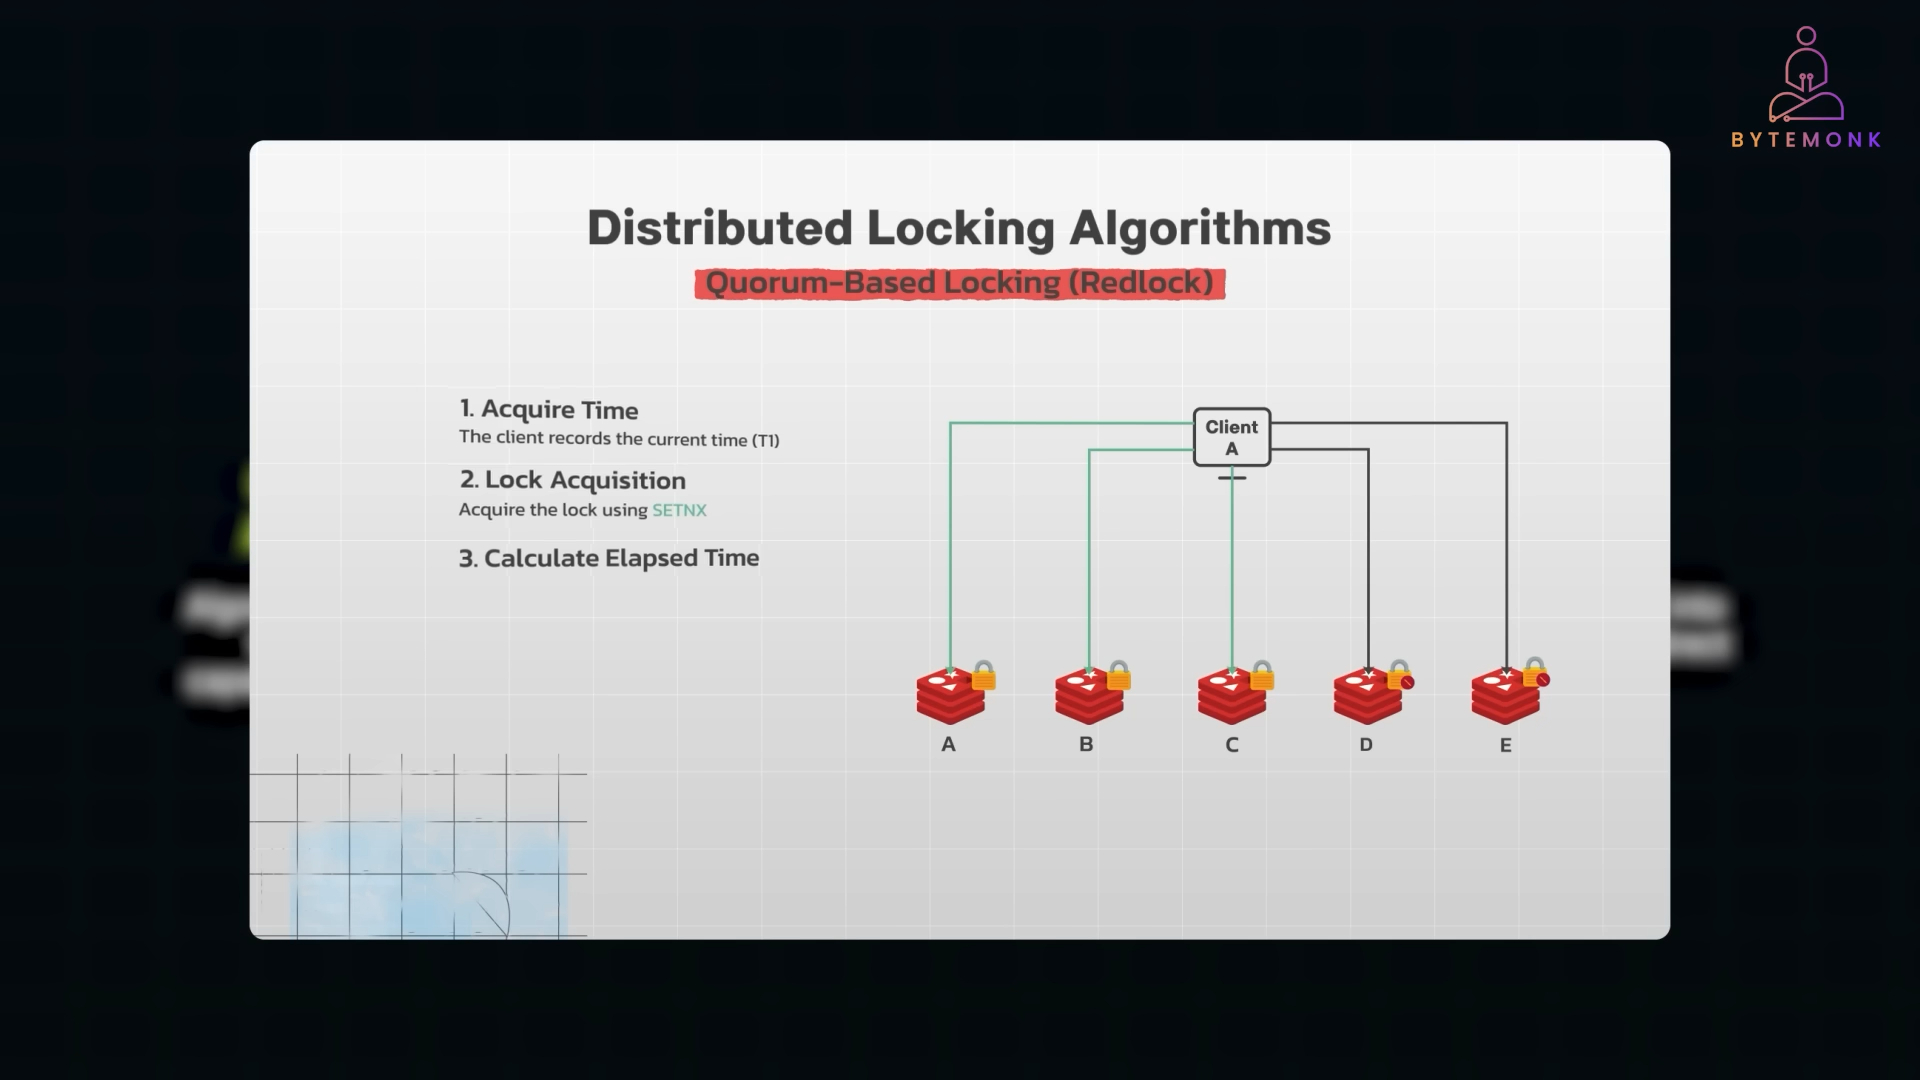 BYTEMONK
Distributed Locking Algorithms
Quorum-Based Locking (Redlock)
1. Acquire Time
The client records the current time (T1)
2. Lock Acquisition
Acquire the lock using SETNX
3. Calculate Elapsed Time
Client
A
A
B
C
D
E